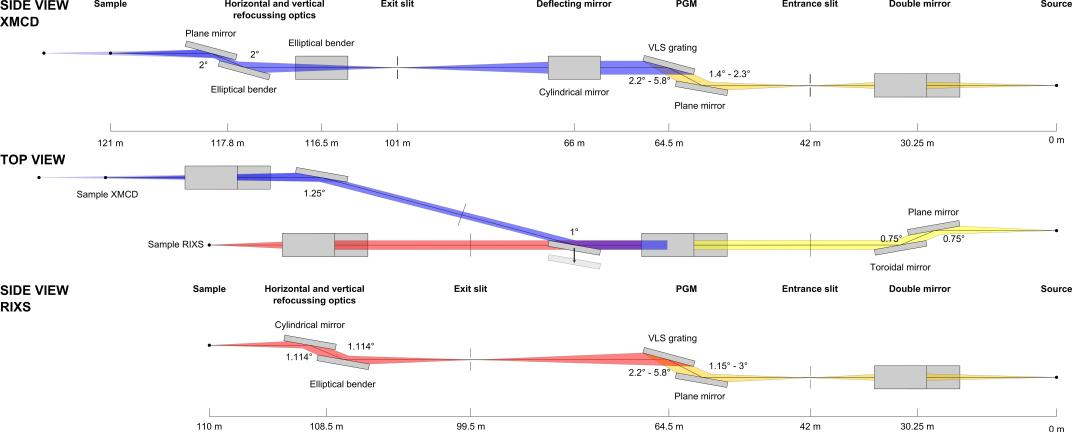 SIDE VIEW
XMCD
Sample
Horizontal and vertical
refocussing optics
Exit slit
Deflecting mirror
PGM
Entrance slit
Double mirror
Source
Plane mirror
2°
2°
Elliptical bender
Elliptical bender
Cylindrical mirror
VLS grating
2.2° - 5.8°
1.4° - 2.3°
Plane mirror
121 m
117.8 m
116.5 m
101 m
66 m
64.5 m
42 m
30.25 m
0 m
TOP VIEW
Sample XMCD
1.25°
Sample RIXS
1°
Plane mirror
0.75°
0.75°
Toroidal mirror
SIDE VIEW
RIXS
Sample
Horizontal and vertical
refocussing optics
Exit slit
PGM
Entrance slit
Double mirror
Source
Cylindrical mirror
1.114°
1.114°
Elliptical bender
VLS grating
2.2° - 5.8°
1.15° - 3°
Plane mirror
110 m
108.5 m
99.5 m
64.5 m
42 m
30.25 m
0 m